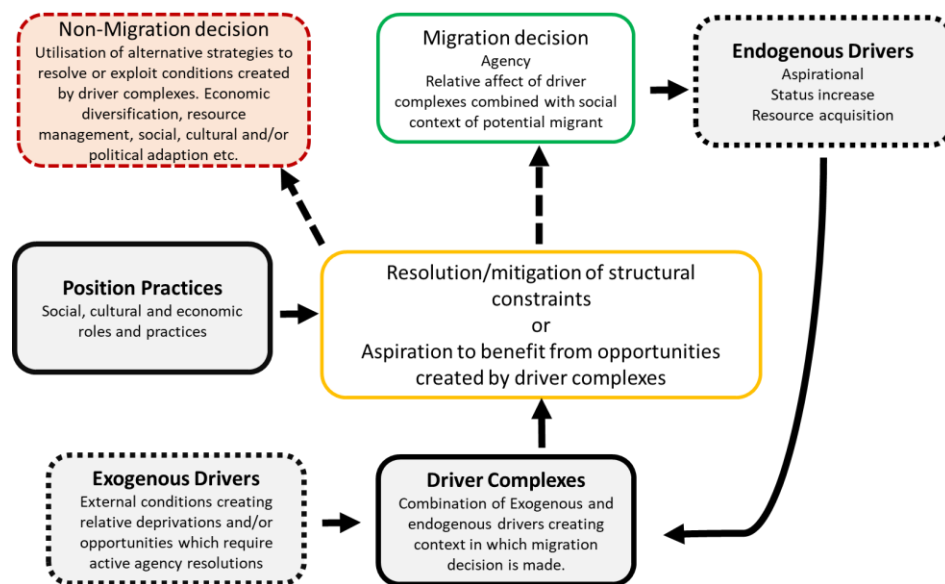 Non-Migration decision
Utilisation of alternative strategies to
resolve or exploit conditions created
by driver complexes. Economic
diversification, resource
management, social, cultural and/or
political adaption etc.
Migration decision
Agency
Relative affect of driver
complexes combined with social
context of potential migrant
Endogenous Drivers
Aspirational
Status increase
Resource acquisition
Position Practices
Social, cultural and economic
roles and practices
Resolution/mitigation of structural
constraints
or
Aspiration to benefit from opportunities
created by driver complexes
Exogenous Drivers
External conditions creating
relative deprivations and/or
opportunities which require
active agency resolutions
Driver Complexes
Combination of Exogenous and
endogenous drivers creating
context in which migration
decision is made.